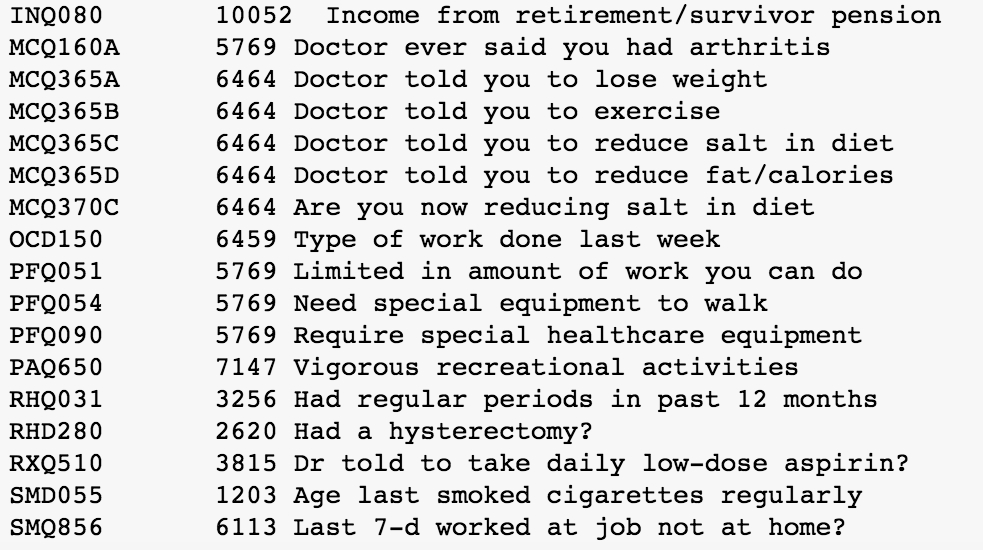 INQ080 10052 Income from retirement/survivor pension
MCQ160A 5769 Doctor ever said you had arthritis
MCQ365A 6464 Doctor told you to lose weight
MCQ365B 6464 Doctor told you to exercise
MCQ365C 6464 Doctor told you to reduce salt in diet
MCQ365D 6464 Doctor told you to reduce fat/calories
MCQ370C 6464 Are you now reducing salt in diet
OCD150 6459 Type of work done last week
PFQ051 5769 Limited in amount of work you can do
PFQ054 5769 Need special equipment to walk
PFQ090 5769 Require special healthcare equipment
PAQ650 7147 Vigorous recreational activities
RHQ031 3256 Had regular periods in past 12 months
RHD280 2620 Had a hysterectomy?
RXQ510 3815 Dr told to take daily low-dose aspirin?
SMD055 1203 Age last smoked cigarettes regularly
SMQ856 6113 Last 7-d worked at job not at home?